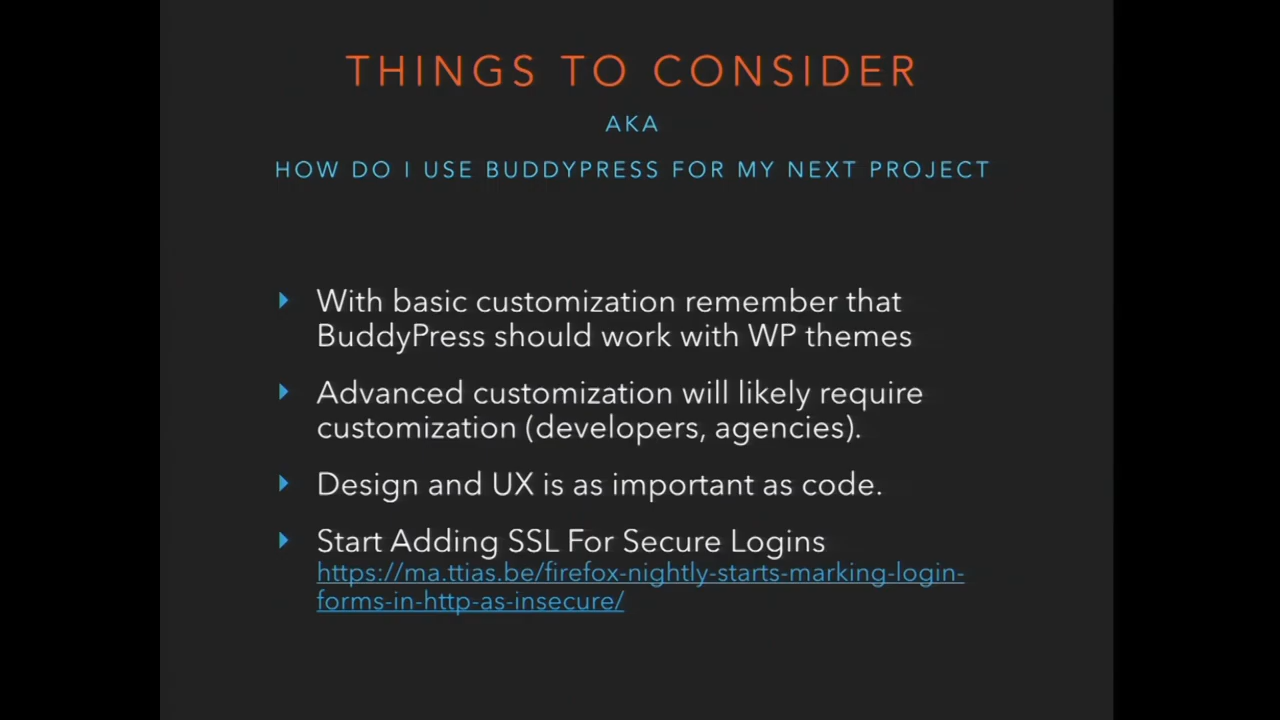 THINGS TO CONSIDER
AKA
HOW DO I USE BUDDYPRESS FOR MY NEXT PROJECT
With basic customization remember that
BuddyPress should work with WP themes
Advanced customization will likely require
customization (developers, agencies).
Design and UX is as important as code.
Start Adding SSL For Secure Logins
https://ma.ttias.be/firefox-nightly-starts-marking-login-
forms-in-http-as-insecure/